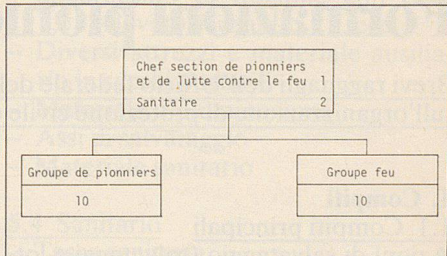 Chef section de pionniers
et de lutte contre le feu 1
Sanitaire 2
Groupe de pionniers
10
Groupe feu
10